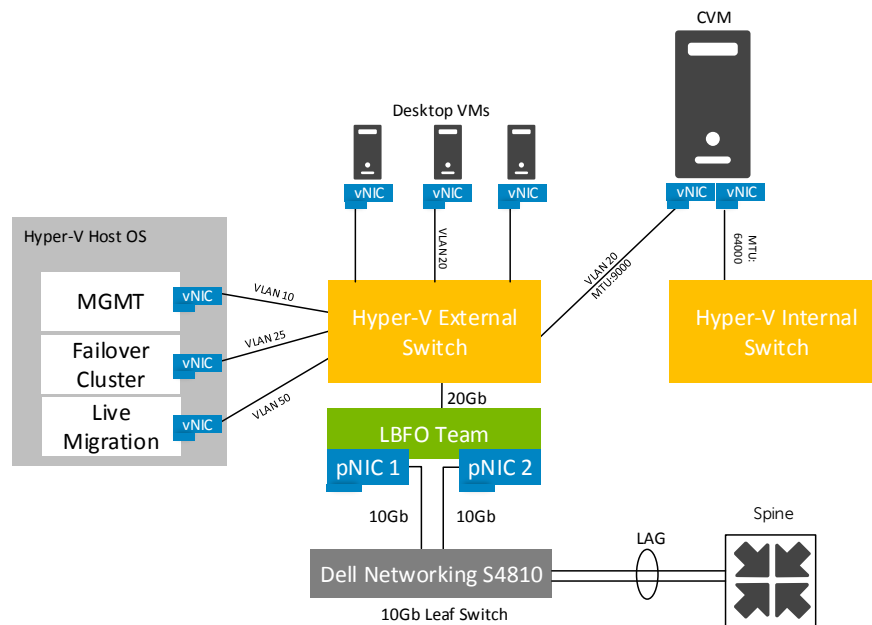 CVM
Desktop VMs
vNIC
vNIC
vNIC
vNIC
vNIC
Hyper-V Host OS
MGMT
vNIC
VLAN 10
Failover
Cluster
vNIC
VLAN 25
Live
Migration
vNIC
VLAN 50
VLAN 20
VLAN 20
MTU:9000
MTU:
64000
Hyper-V External
Switch
Hyper-V Internal
Switch
20Gb
LBFO Team
pNIC 1
pNIC 2
10Gb
10Gb
Dell Networking S4810
10Gb Leaf Switch
LAG
Spine